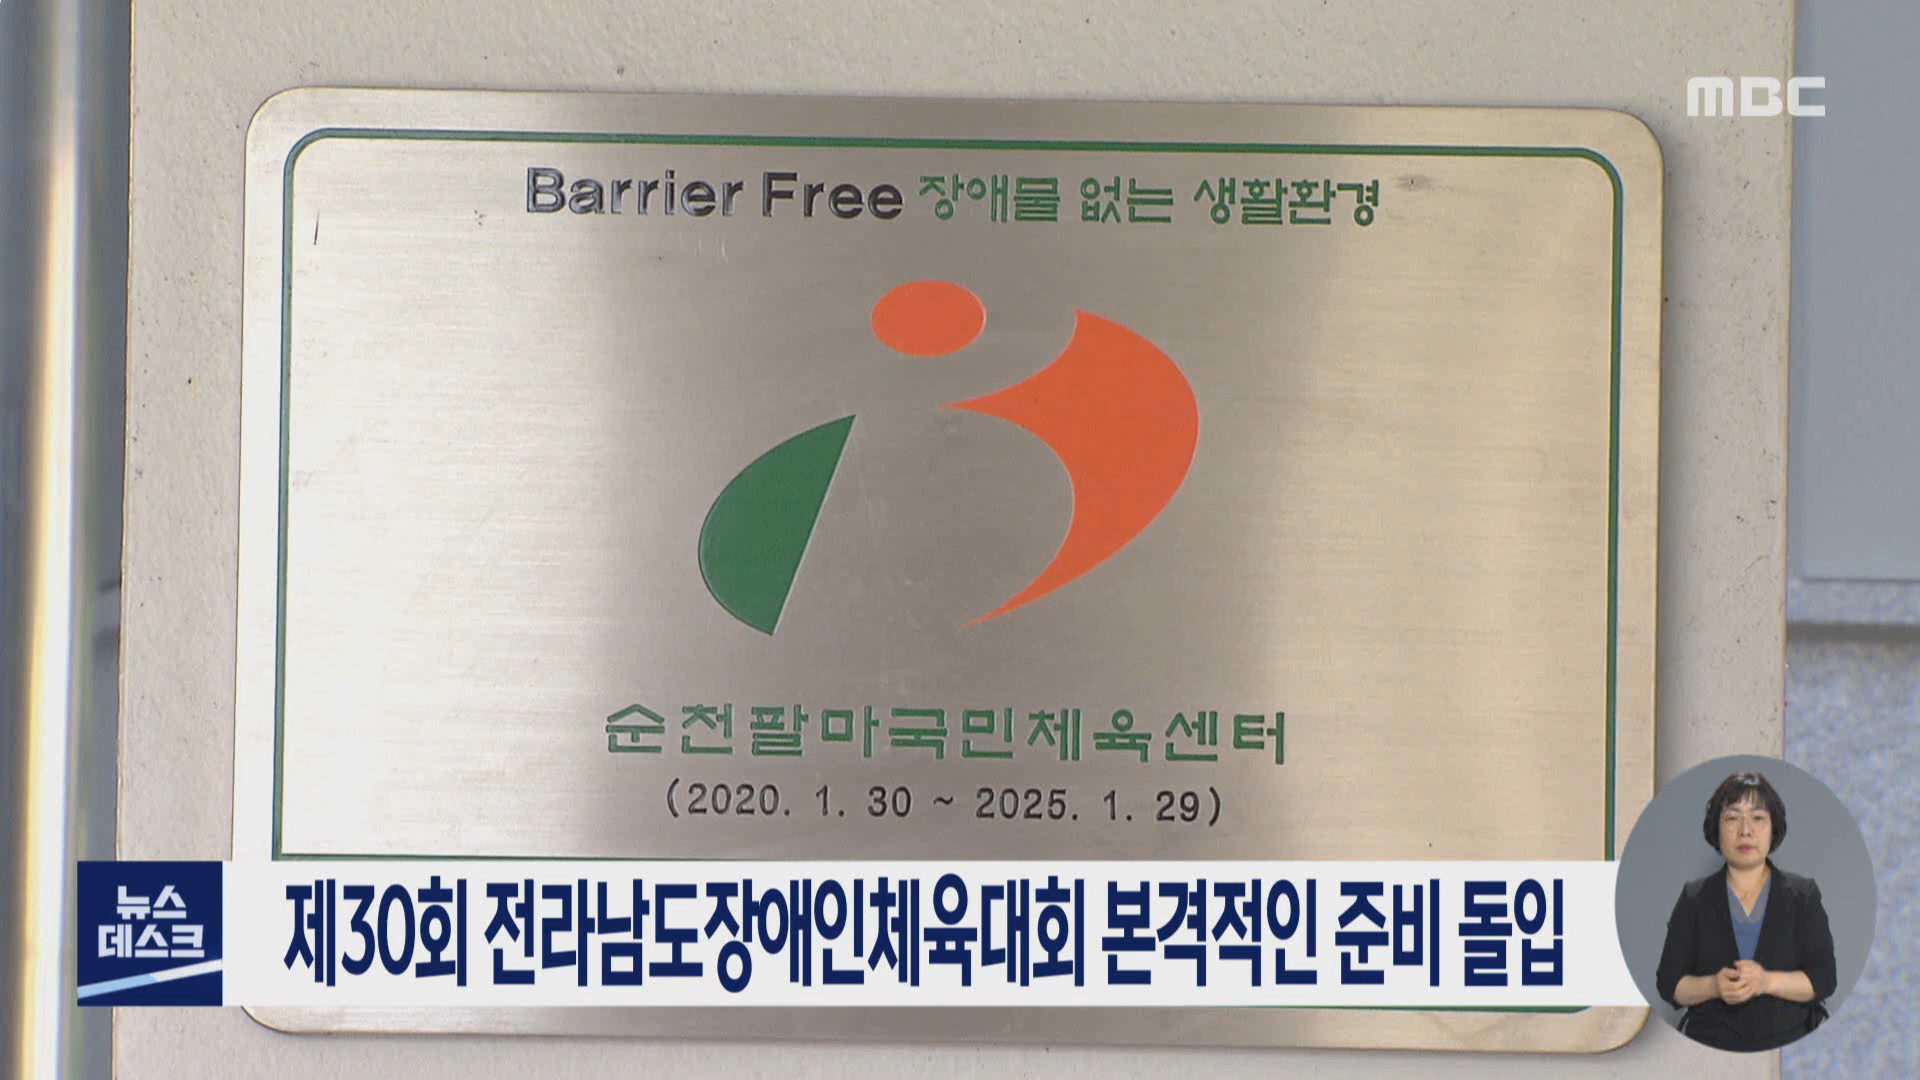 MBC
Barrier Free 장애물 없는 생활환경
순천팔마국민체육센터
(2020. 1. 30 ~ 2025. 1. 29)
뉴스
데스크
제30회 전라남도장애인체육대회 본격적인 준비 돌입